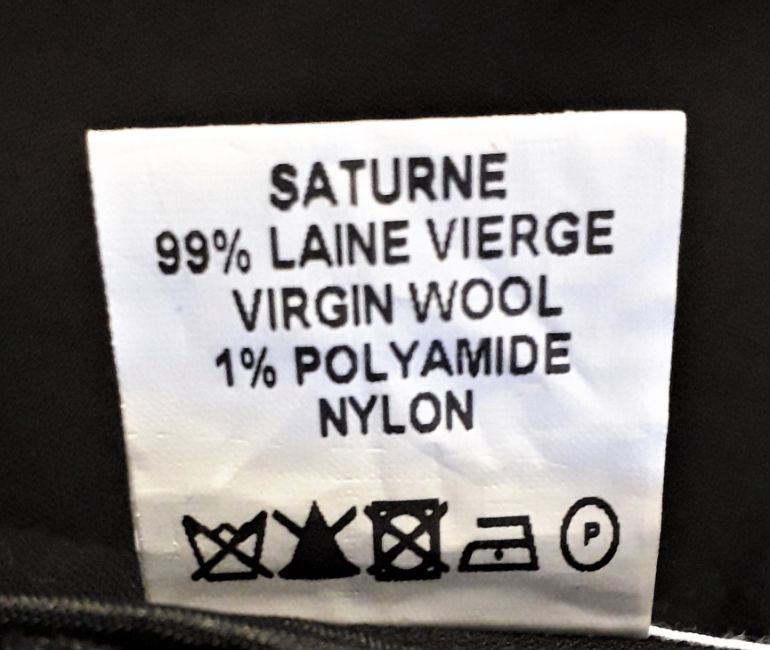 SATURNE
99% LAINE VIERGE
VIRGIN WOOL
1% POLYAMIDE
NYLON
P